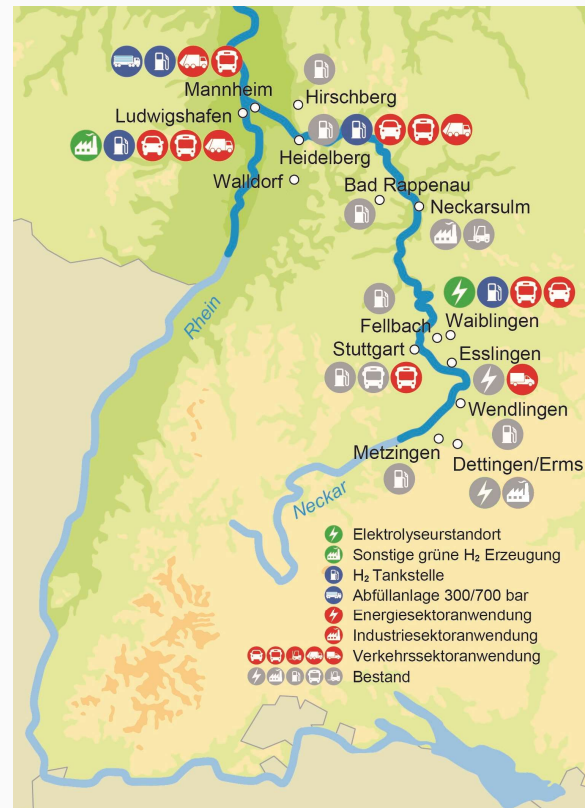 Mannheim
Hirschberg
Ludwigshafen
Heidelberg
Walldorf
Bad Rappenau
Neckarsulm
Rhein
Fellbach
Waiblingen
Stuttgart
Esslingen
Wendlingen
Metzingen
Dettingen/Erms
Neckar
Elektrolyseurstandort
Sonstige grüne H₂ Erzeugung
H₂ Tankstelle
Abfüllanlage 300/700 bar
Energiesektoranwendung
Industriesektoranwendung
Verkehrssektoranwendung
Bestand